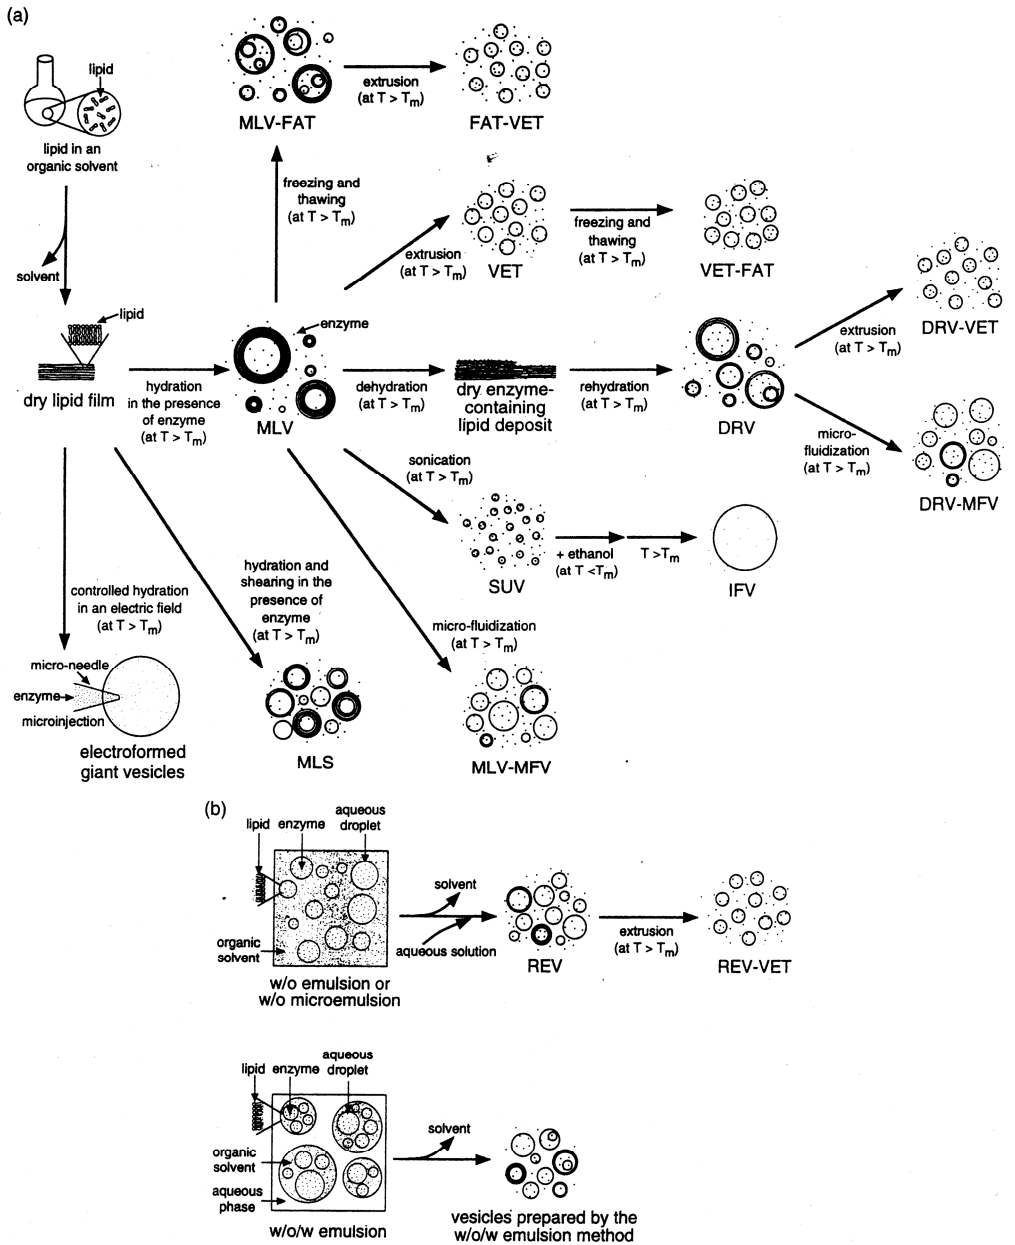 (a)
lipid
lipid in an
organic solvent
solvent
lipid
dry lipid film
hydration
in the presence
of enzyme
(at T > Tm)
MLV-FAT
extrusion
(at T > Tm)
FAT-VET
freezing and
thawing
(at T > Tm)
extrusion
(at T > Tm)
VET
freezing and
thawing
(at T > Tm)
VET-FAT
enzyme
MLV
dehydration
(at T > Tm)
dry enzyme-
containing
lipid deposit
rehydration
(at T > Tm)
DRV
extrusion
(at T > Tm)
DRV-VET
micro-
fluidization
(at T > Tm)
DRV-MFV
sonication
(at T > Tm)
SUV
+ ethanol
(at T <Tm)
T >Tm
IFV
controlled hydration
in an electric field
(at T > Tm)
micro-needle
enzyme
microinjection
electroformed
giant vesicles
hydration and
shearing in the
presence of
enzyme
(at T > Tm)
MLS
micro-fluidization
(at T > Tm)
MLV-MFV
(b)
lipid
enzyme
aqueous
droplet
organic
solvent
w/o emulsion or
w/o microemulsion
solvent
aqueous solution
REV
extrusion
(at T > Tm)
REV-VET
lipid
enzyme
aqueous
droplet
organic
solvent
aqueous
phase
w/o/w emulsion
solvent
vesicles prepared by the
w/o/w emulsion method